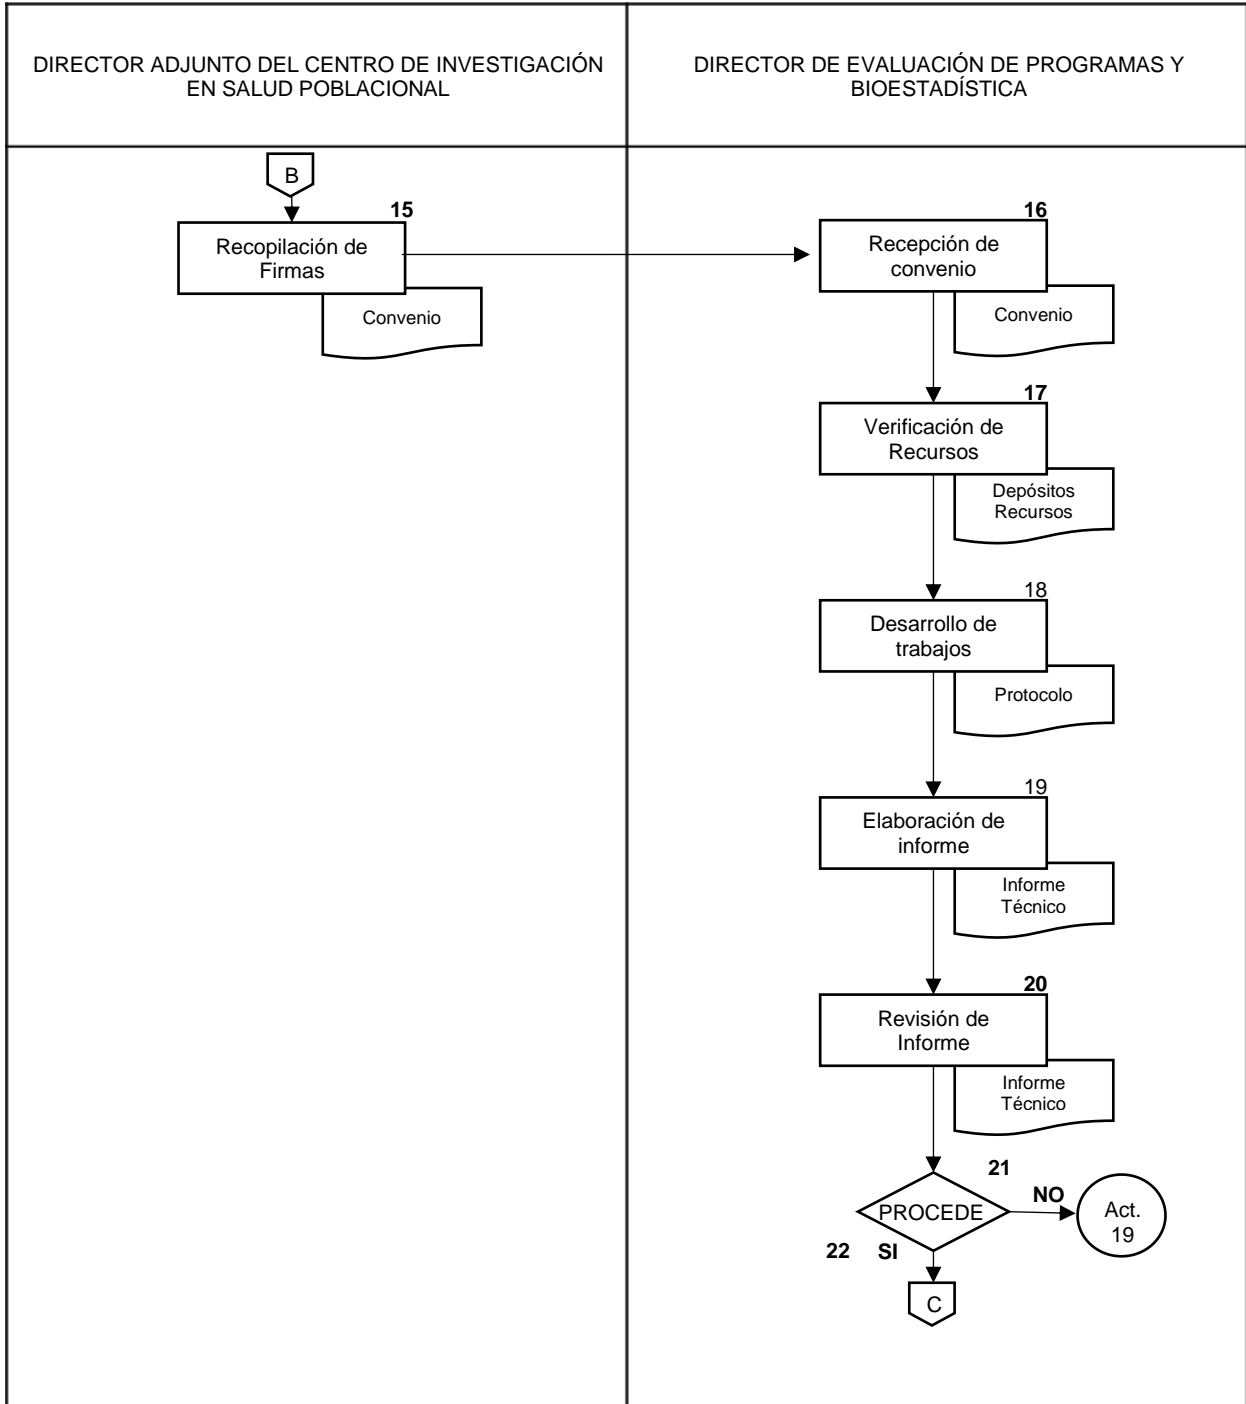 DIRECTOR ADJUNTO DEL CENTRO DE INVESTIGACIÓN
EN SALUD POBLACIONAL
DIRECTOR DE EVALUACIÓN DE PROGRAMAS Y
BIOESTADÍSTICA
B
15
Recopilación de
Firmas
Convenio
16
Recepción de
convenio
Convenio
17
Verificación de
Recursos
Depósitos
Recursos
18
Desarrollo de
trabajos
Protocolo
19
Elaboración de
informe
Informe
Técnico
20
Revisión de
Informe
Informe
Técnico
21
PROCEDE
NO
Act.
19
22 SI
C